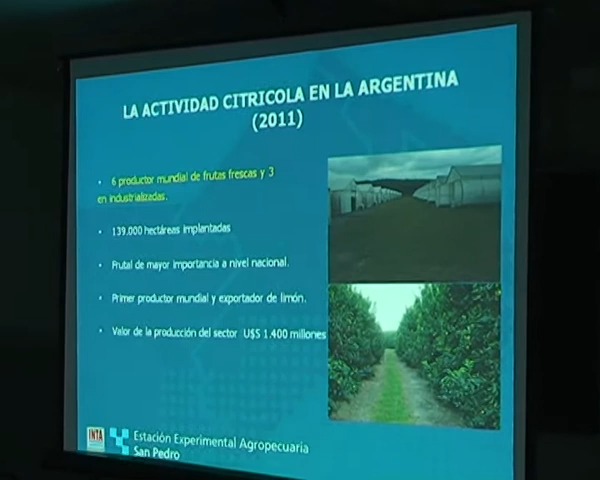 LA ACTIVIDAD CITRICOLA EN LA ARGENTINA
(2011)
• 6 productor mundial de frutas frescas y 3
en industrializadas.
• 139.000 hectáreas implantadas
• Frutal de mayor importancia a nivel nacional.
• Primer productor mundial y exportador de limón.
• Valor de la producción del sector U$S 1.400 millones
INTA
Estación Experimental Agropecuaria
San Pedro